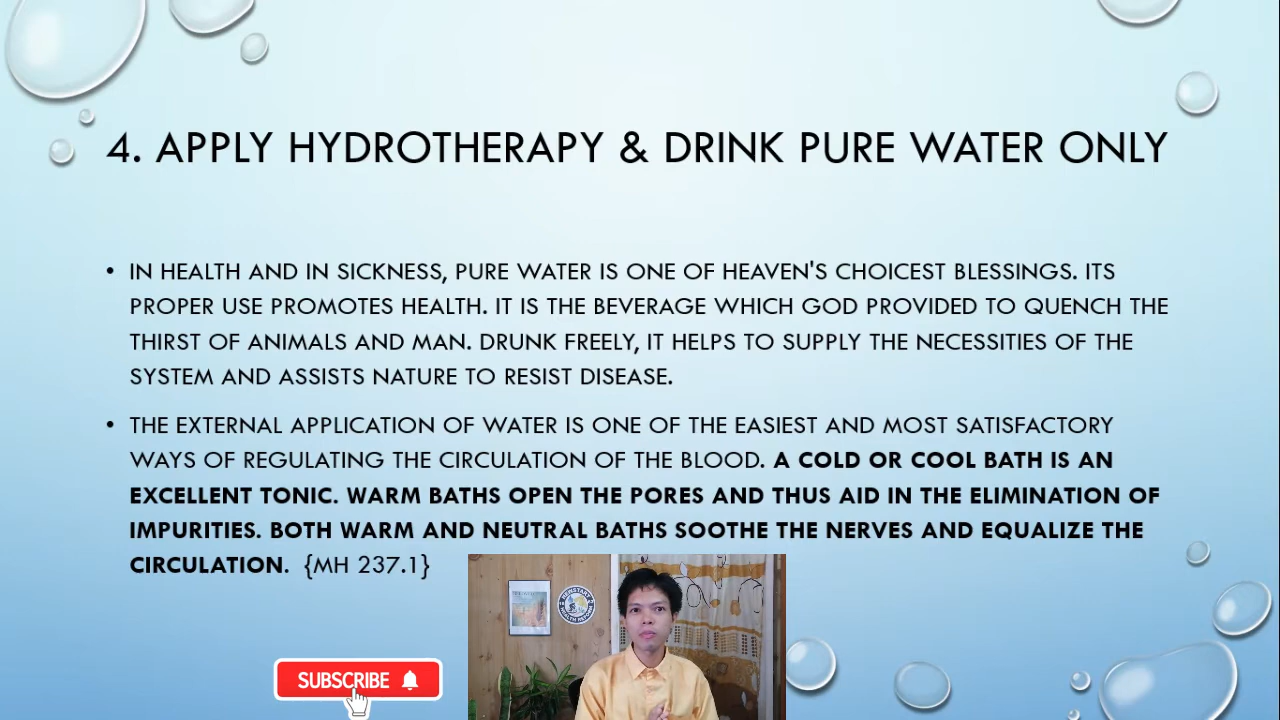 4. APPLY HYDROTHERAPY & DRINK PURE WATER ONLY
• IN HEALTH AND IN SICKNESS, PURE WATER IS ONE OF HEAVEN'S CHOICEST BLESSINGS. ITS
PROPER USE PROMOTES HEALTH. IT IS THE BEVERAGE WHICH GOD PROVIDED TO QUENCH THE
THIRST OF ANIMALS AND MAN. DRUNK FREELY, IT HELPS TO SUPPLY THE NECESSITIES OF THE
SYSTEM AND ASSISTS NATURE TO RESIST DISEASE.
• THE EXTERNAL APPLICATION OF WATER IS ONE OF THE EASIEST AND MOST SATISFACTORY
WAYS OF REGULATING THE CIRCULATION OF THE BLOOD. A COLD OR COOL BATH IS AN
EXCELLENT TONIC. WARM BATHS OPEN THE PORES AND THUS AID IN THE ELIMINATION OF
IMPURITIES. BOTH WARM AND NEUTRAL BATHS SOOTHE THE NERVES AND EQUALIZE THE
CIRCULATION. {MH 237.1}
SUBSCRIBE